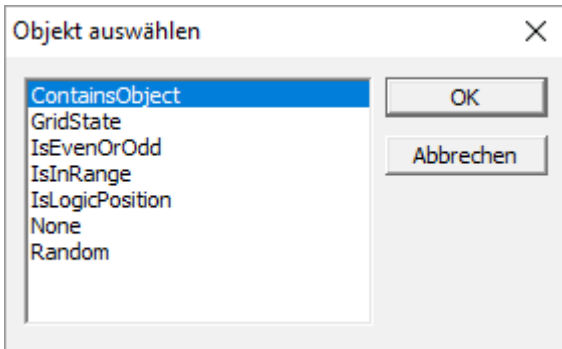 Objekt auswählen
ContainsObject
GridState
IsEvenOrOdd
IsInRange
IsLogicPosition
None
Random
OK
Abbrechen